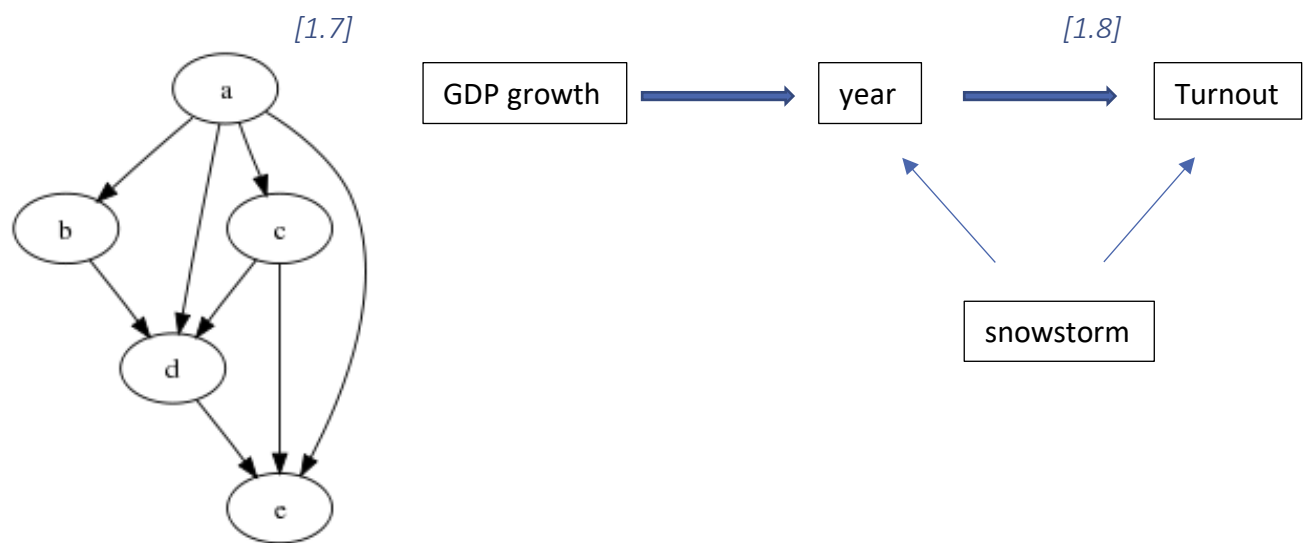 [1.7]
[1.8]
a
GDP growth
year
Turnout
b
c
d
snowstorm
e